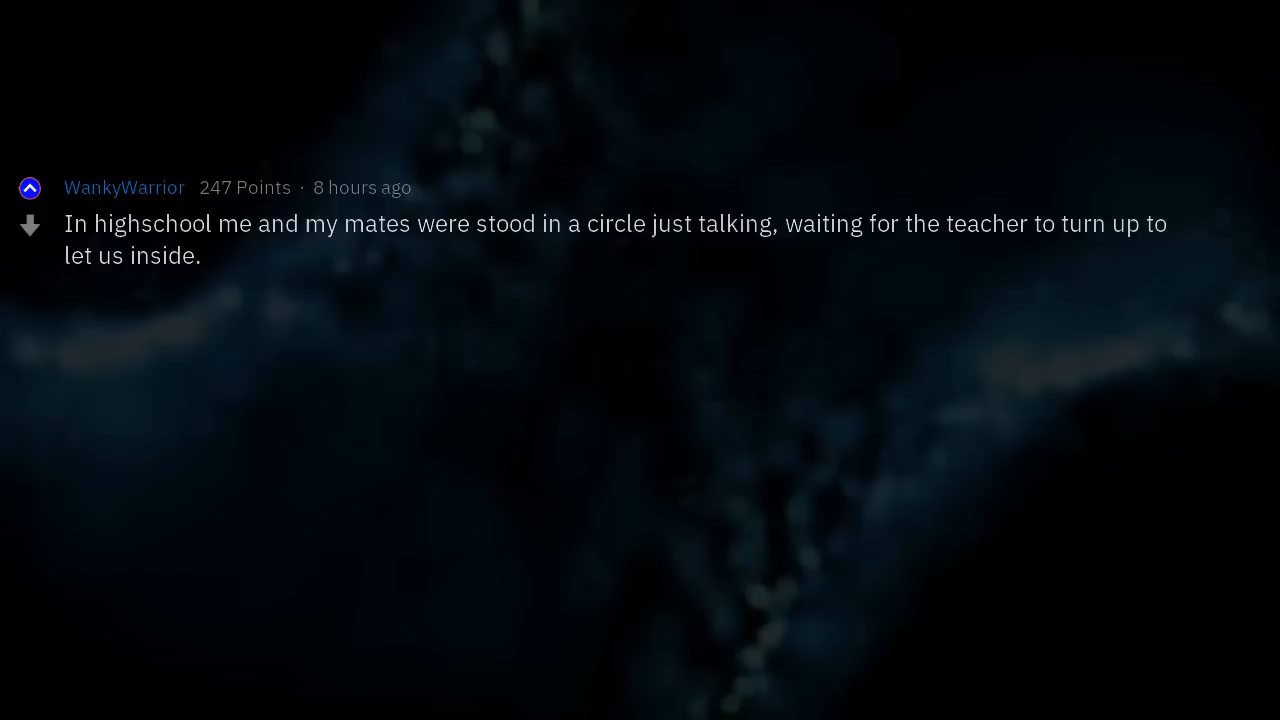 WankyWarrior 247 Points · 8 hours ago
In highschool me and my mates were stood in a circle just talking, waiting for the teacher to turn up to
let us inside.